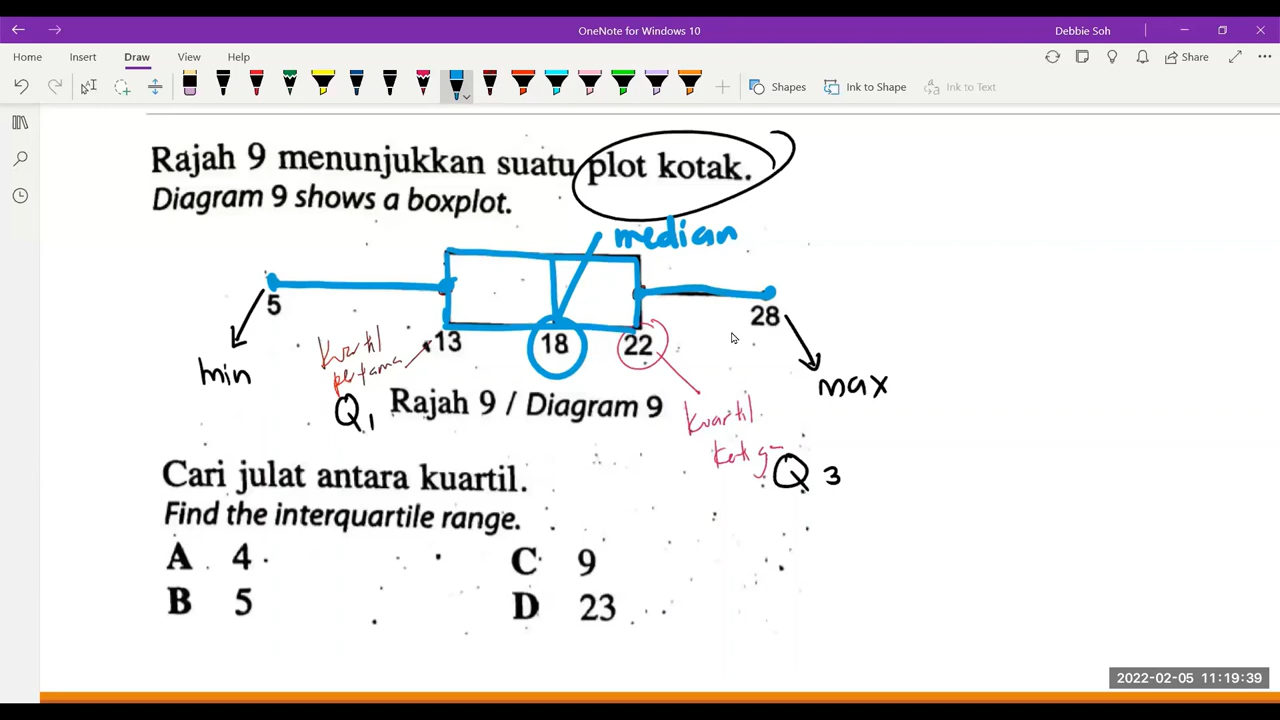 OneNote for Windows 10
Debbie Soh
Home Insert Draw View Help
Share
Shapes
Ink to Shape
Ink to Text
Rajah 9 menunjukkan suatu plot kotak.
Diagram 9 shows a boxplot.
median
5
13
18
22
28
min
kuartil
pertama
Q1
max
Rajah 9 / Diagram 9
kuartil
Q3
Cari julat antara kuartil.
Find the interquartile range.
A 4
C 9
B 5
D 23
2022-02-05 11:19:39